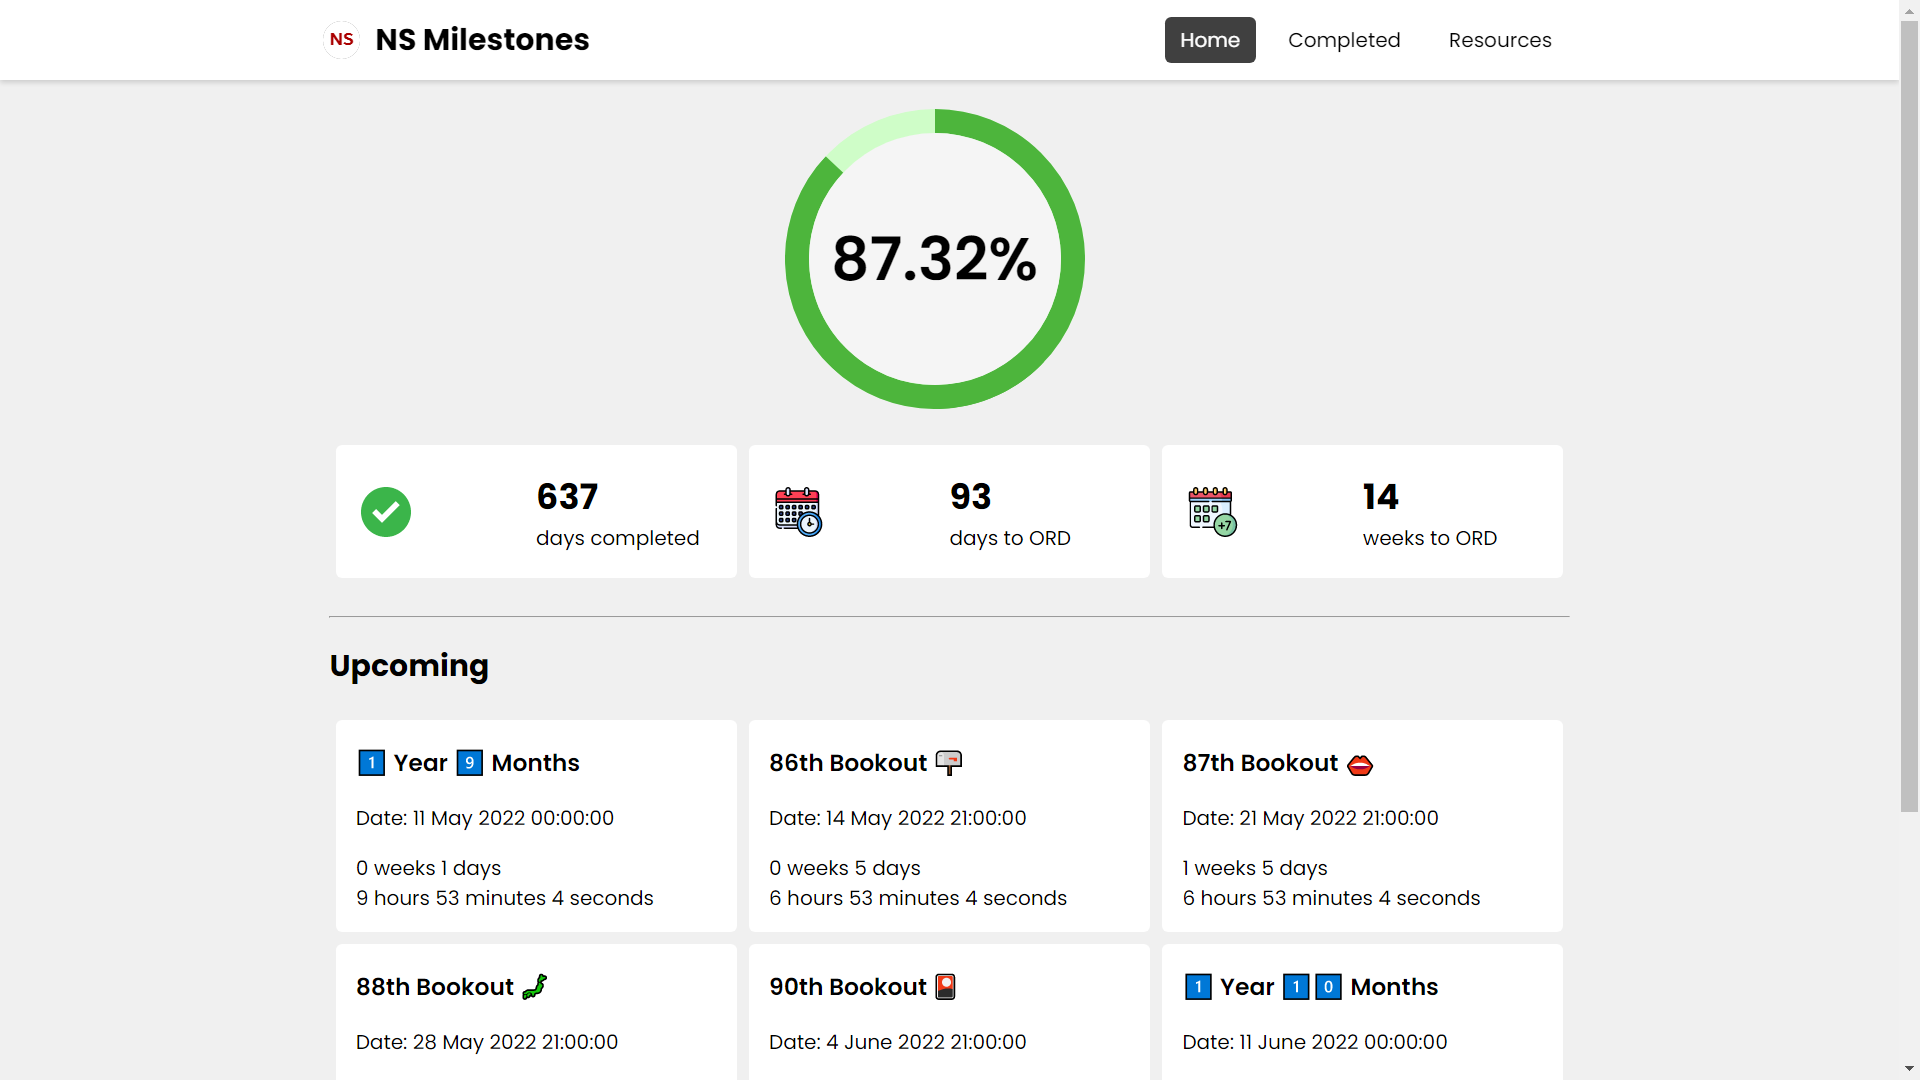 NS NS Milestones Home Completed Resources
87.32%
637
days completed
93
days to ORD
14
weeks to ORD
+7
Upcoming
1 Year 9 Months
Date: 11 May 2022 00:00:00
0 weeks 1 days
9 hours 53 minutes 4 seconds
86th Bookout
Date: 14 May 2022 21:00:00
0 weeks 5 days
6 hours 53 minutes 4 seconds
87th Bookout
Date: 21 May 2022 21:00:00
1 weeks 5 days
6 hours 53 minutes 4 seconds
88th Bookout
Date: 28 May 2022 21:00:00
90th Bookout
Date: 4 June 2022 21:00:00
1 Year 1 0 Months
Date: 11 June 2022 00:00:00